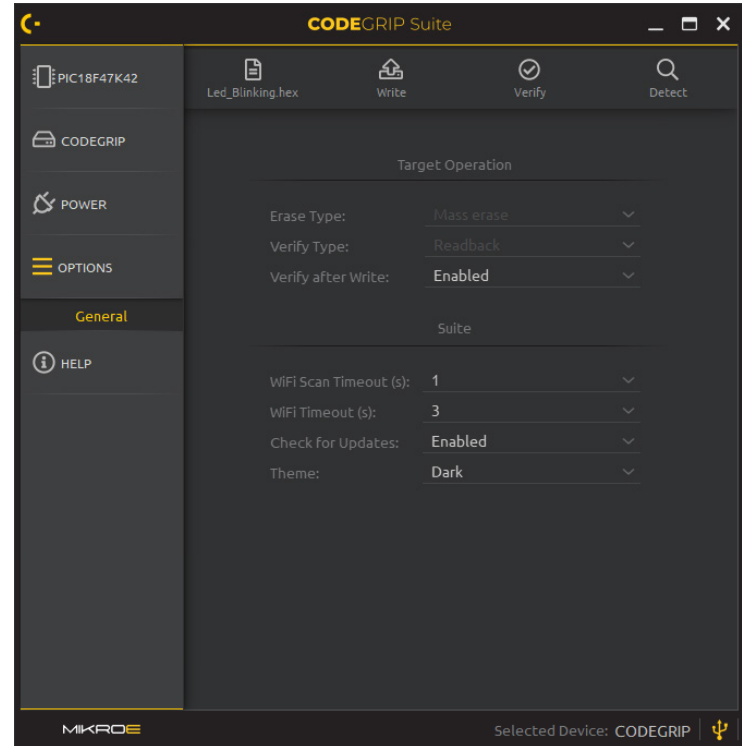 CODEGRIP Suite
PIC18F47K42
Led_Blinking.hex
Write
Verify
Detect
CODEGRIP
POWER
OPTIONS
General
HELP
Target Operation
Erase Type: Mass erase
Verify Type: Readback
Verify after Write: Enabled
Suite
WiFi Scan Timeout (s): 1
WiFi Timeout (s): 3
Check for Updates: Enabled
Theme: Dark
MIKROE
Selected Device: CODEGRIP